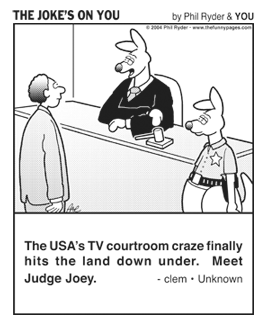 THE JOKE'S ON YOU by Phil Ryder & YOU
© 2004 Phil Ryder - www.thefunnypages.com
The USA's TV courtroom craze finally
hits the land down under. Meet
Judge Joey. - clem • Unknown